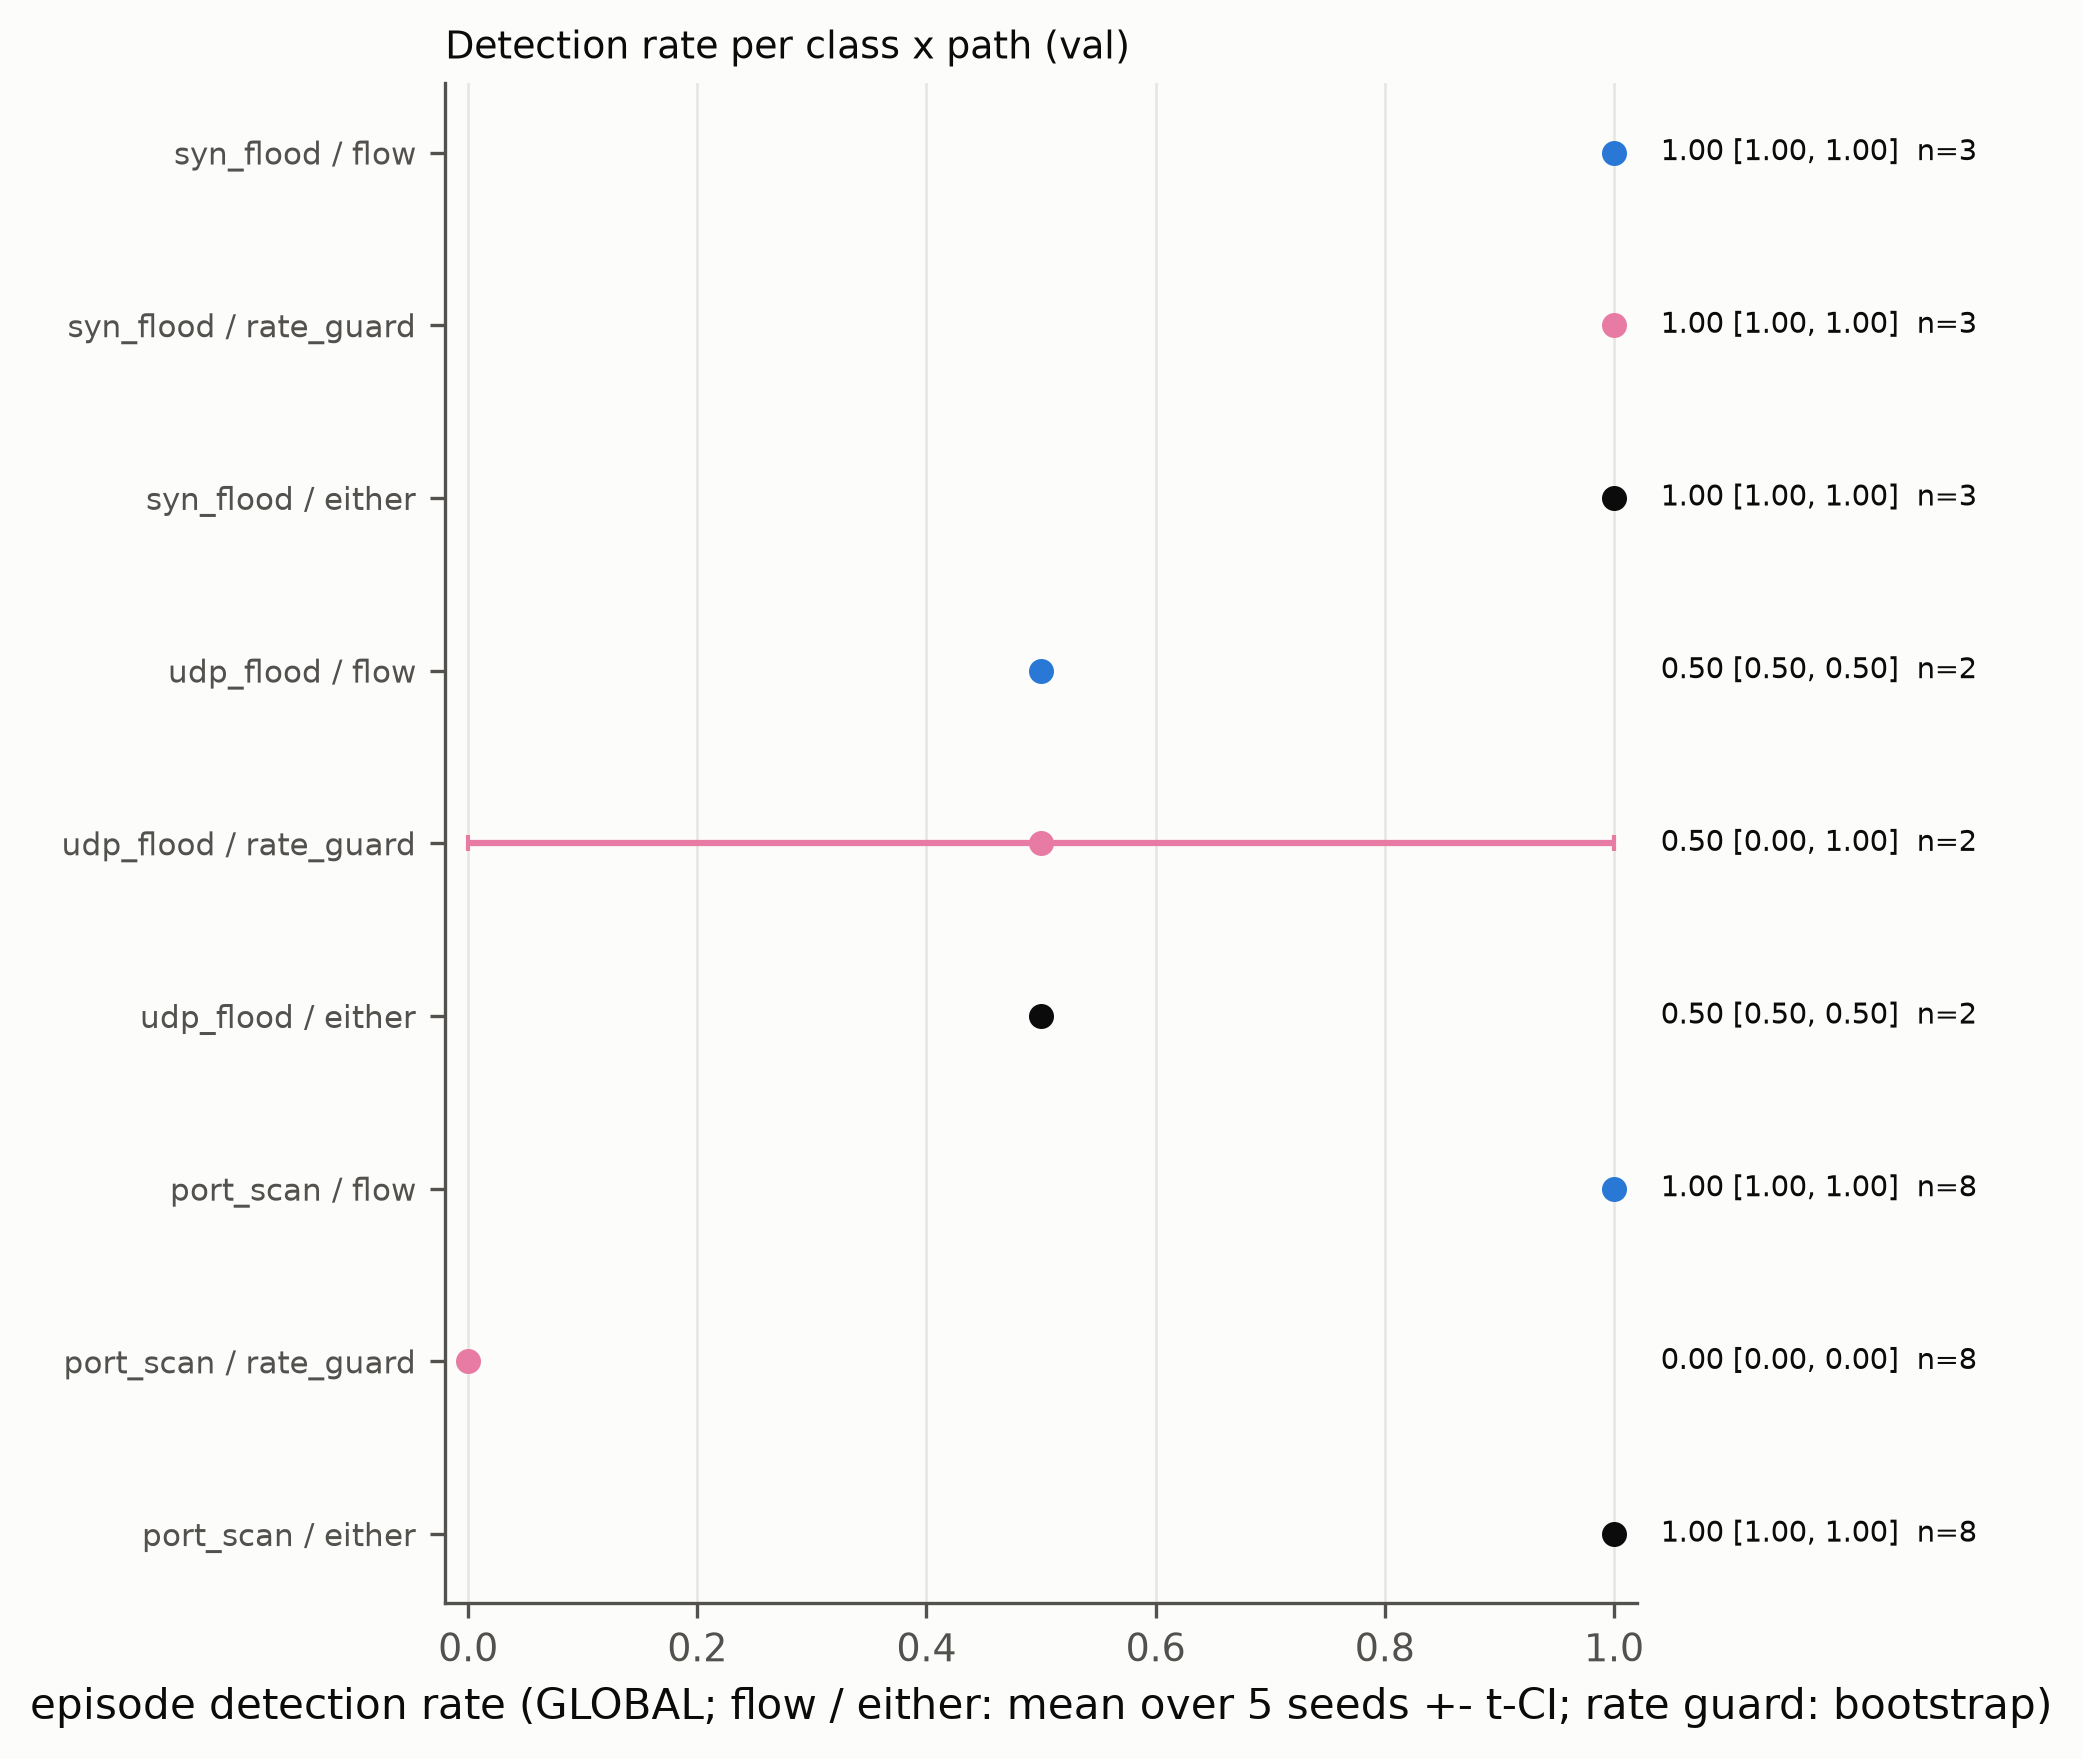 Detection rate per class x path (val)
syn_flood / flow 1.00 [1.00, 1.00] n=3
syn_flood / rate_guard 1.00 [1.00, 1.00] n=3
syn_flood / either 1.00 [1.00, 1.00] n=3
udp_flood / flow 0.50 [0.50, 0.50] n=2
udp_flood / rate_guard 0.50 [0.00, 1.00] n=2
udp_flood / either 0.50 [0.50, 0.50] n=2
port_scan / flow 1.00 [1.00, 1.00] n=8
port_scan / rate_guard 0.00 [0.00, 0.00] n=8
port_scan / either 1.00 [1.00, 1.00] n=8
0.0 0.2 0.4 0.6 0.8 1.0
episode detection rate (GLOBAL; flow / either: mean over 5 seeds +- t-CI; rate guard: bootstrap)